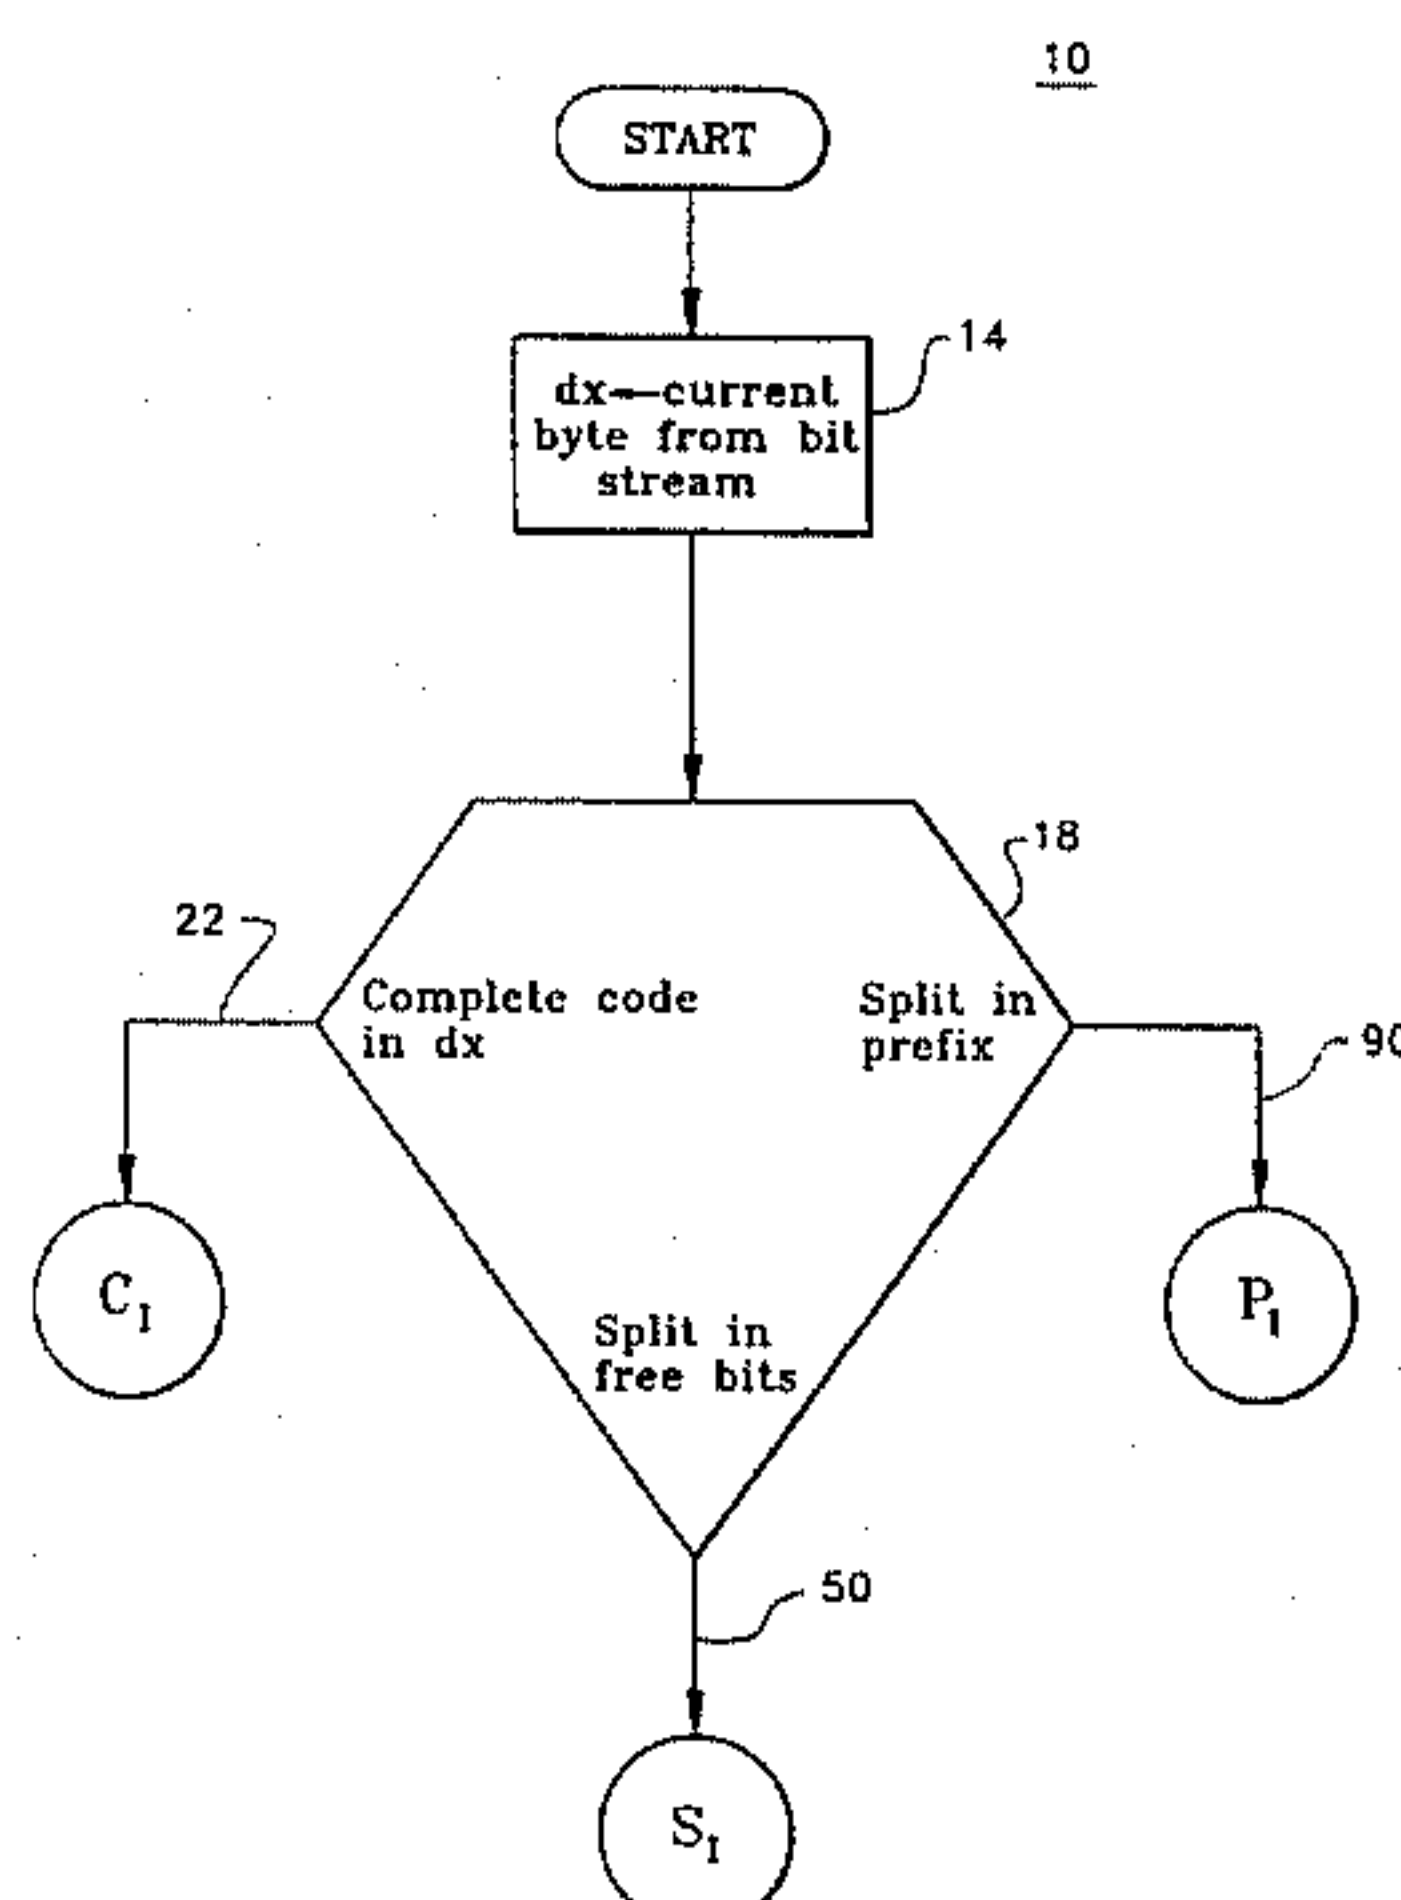 10
START
14
dx←current
byte from bit
stream
18
22
Complete code
in dx
Split in
prefix
90
C1
P1
Split in
free bits
50
S1